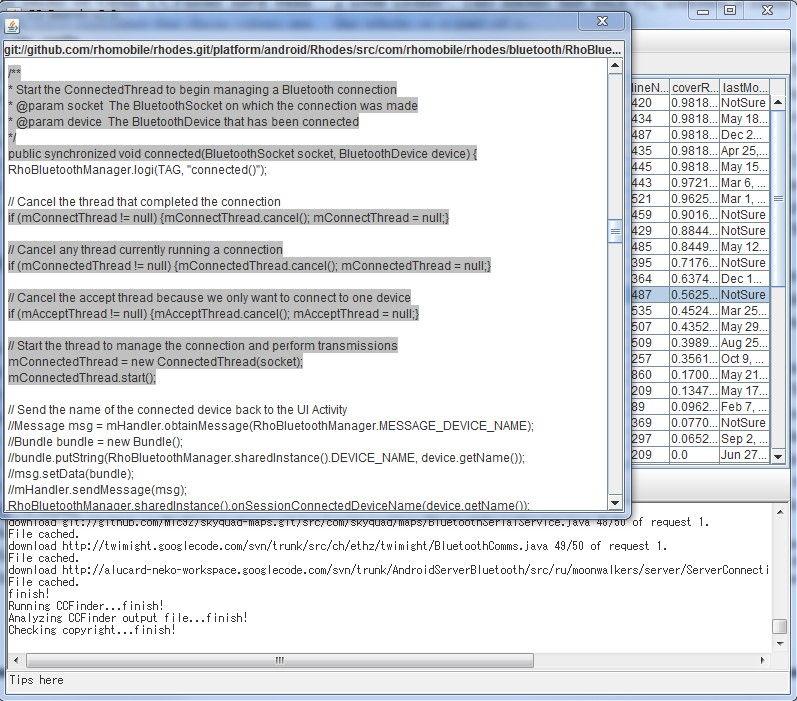 git://github.com/rhomobile/rhodes.git/platform/android/Rhodes/src/com/rhomobile/rhodes/bluetooth/RhoBlue...
/**
* Start the ConnectedThread to begin managing a Bluetooth connection
* @param socket  The BluetoothSocket on which the connection was made
* @param device  The BluetoothDevice that has been connected
*/
public synchronized void connected(BluetoothSocket socket, BluetoothDevice device) {
RhoBluetoothManager.logi(TAG, "connected()");
// Cancel the thread that completed the connection
if (mConnectThread != null) {mConnectThread.cancel(); mConnectThread = null;}
// Cancel any thread currently running a connection
if (mConnectedThread != null) {mConnectedThread.cancel(); mConnectedThread = null;}
// Cancel the accept thread because we only want to connect to one device
if (mAcceptThread != null) {mAcceptThread.cancel(); mAcceptThread = null;}
// Start the thread to manage the connection and perform transmissions
mConnectedThread = new ConnectedThread(socket);
mConnectedThread.start();
// Send the name of the connected device back to the UI Activity
//Message msg = mHandler.obtainMessage(RhoBluetoothManager.MESSAGE_DEVICE_NAME);
//Bundle bundle = new Bundle();
//bundle.putString(RhoBluetoothManager.sharedInstance().DEVICE_NAME, device.getName());
//msg.setData(bundle);
//mHandler.sendMessage(msg);
RhoBluetoothManager.sharedInstance().onSessionConnectedDeviceName(device.getName());
lineN... coverR... lastMo...
420 0.9818... NotSure
434 0.9818... May 18...
487 0.9818... Dec 2...
435 0.9818... Apr 25,...
445 0.9818... May 15...
443 0.9721... Mar 6, ...
521 0.9625... Mar 1, ...
459 0.9016... NotSure
429 0.8844... NotSure
485 0.8449... May 12...
395 0.7176... NotSure
364 0.6374... Dec 1...
487 0.5625... NotSure
535 0.4524... Mar 25...
507 0.4352... May 29...
509 0.3989... Aug 25...
257 0.3561... Oct 9, ...
860 0.1700... May 21...
209 0.1347... May 17...
89 0.0962... Feb 7, ...
369 0.0770... NotSure
297 0.0652... Sep 2, ...
209 0.0 Jun 27...
download git://github.com/mic3z/skyquad-maps.git/src/com/skyquad/maps/BluetoothSerialService.java 48/50 of request 1.
File cached.
download http://twimight.googlecode.com/svn/trunk/src/ch/ethz/twimight/BluetoothComms.java 49/50 of request 1.
File cached.
download http://alucard-neko-workspace.googlecode.com/svn/trunk/AndroidServerBluetooth/src/ru/moonwalkers/server/ServerConnecti
File cached.
finish!
Running CCFinder...finish!
Analyzing CCFinder output file...finish!
Checking copyright...finish!
Tips here